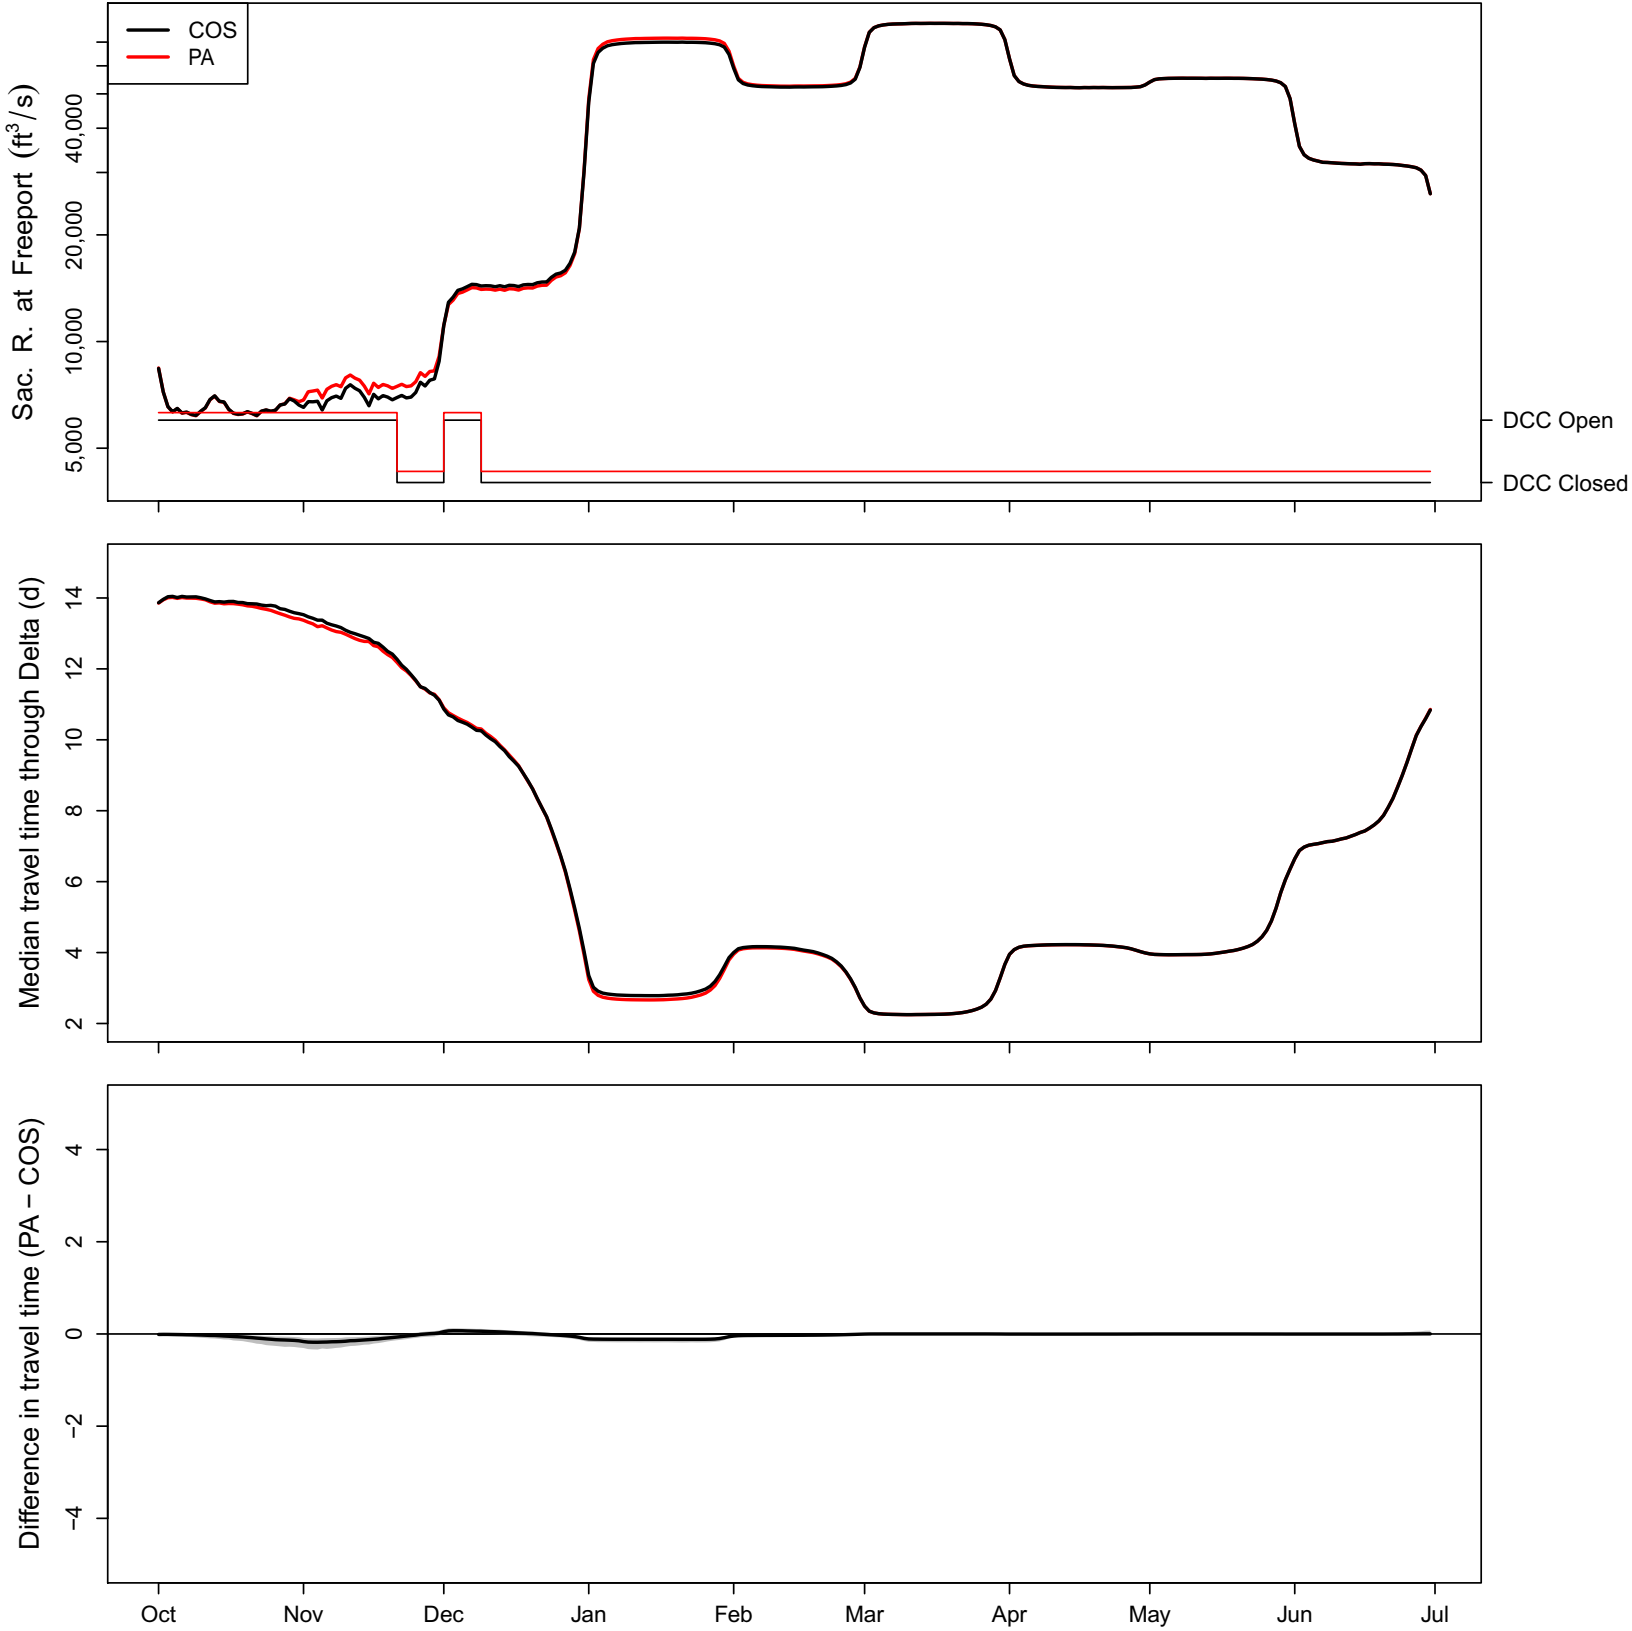 COS
PA
Sac. R. at Freeport (ft³/s)
40,000
20,000
10,000
5,000
DCC Open
DCC Closed
Median travel time through Delta (d)
14
12
10
8
6
4
2
Difference in travel time (PA − COS)
4
2
0
−2
−4
Oct Nov Dec Jan Feb Mar Apr May Jun Jul